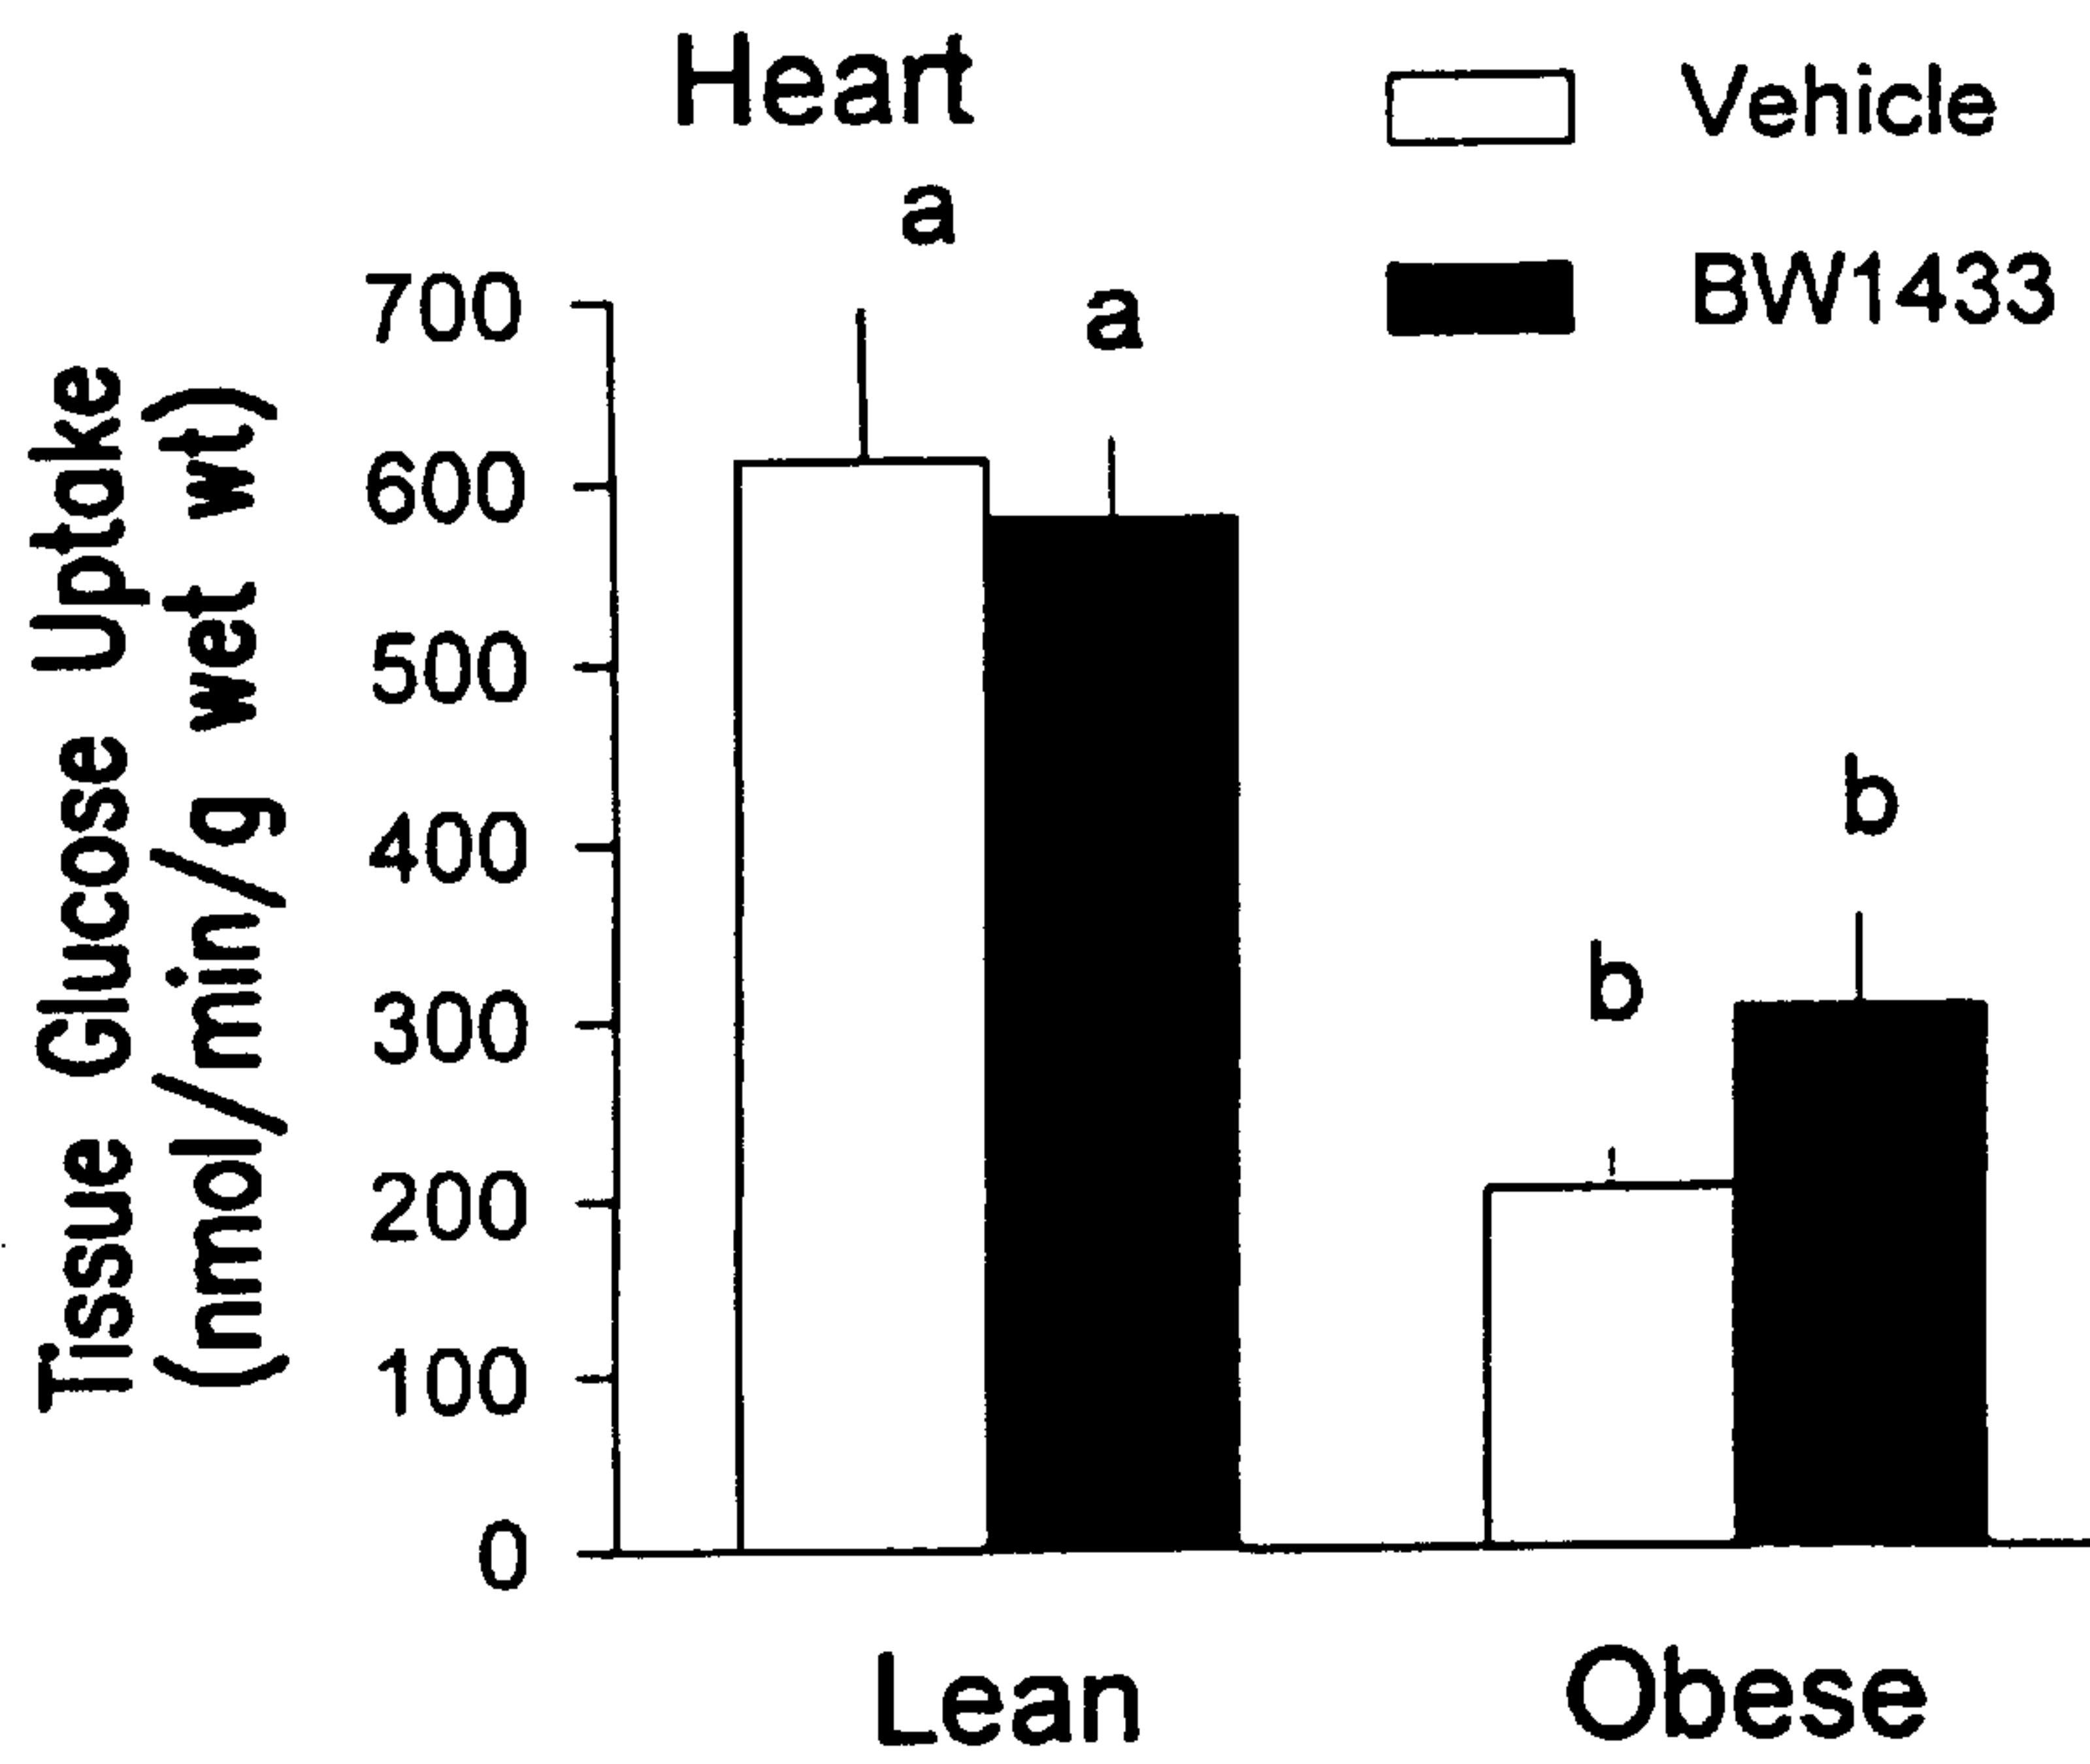 Heart
Vehicle
BW1433
a
a
b
b
Tissue Glucose Uptake
(nmol/min/g wet wt)
700
600
500
400
300
200
100
0
Lean
Obese